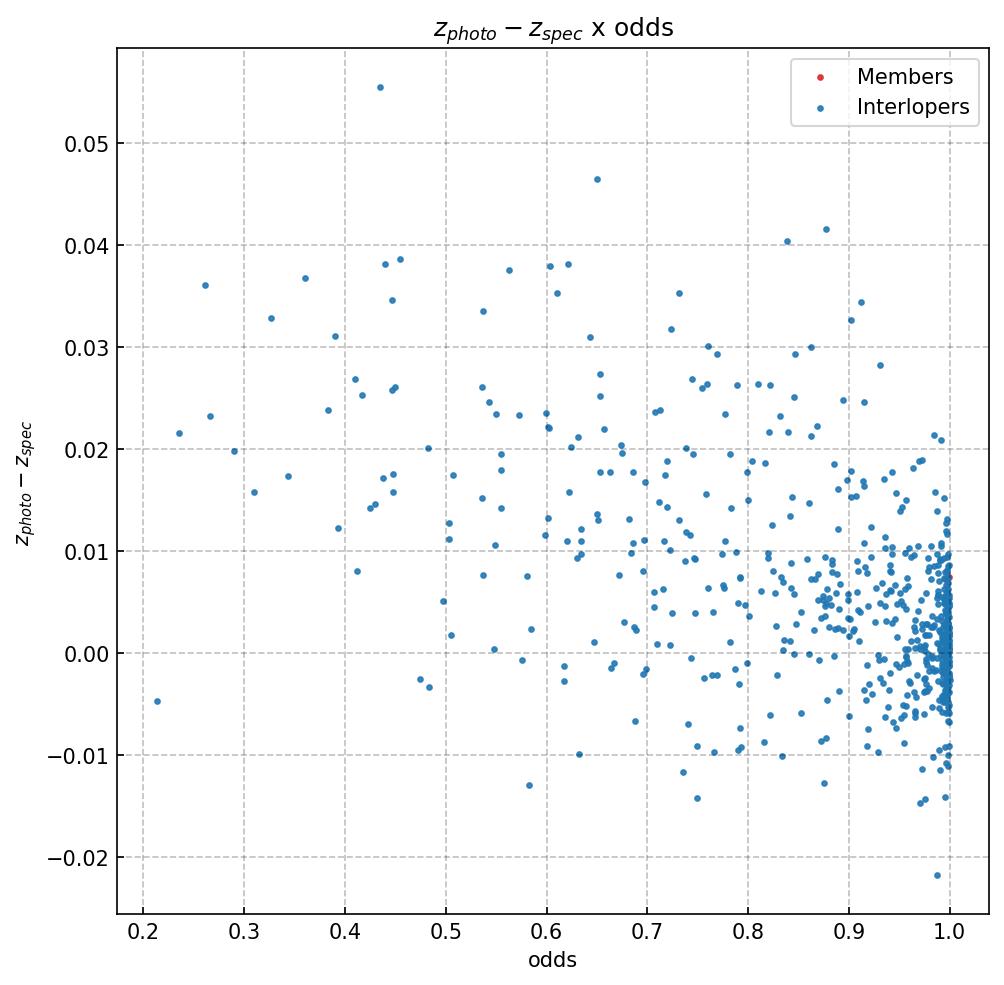 z_photo − z_spec x odds
Members
Interlopers
0.05
0.04
0.03
0.02
0.01
0.00
−0.01
−0.02
z_photo − z_spec
0.2 0.3 0.4 0.5 0.6 0.7 0.8 0.9 1.0
odds